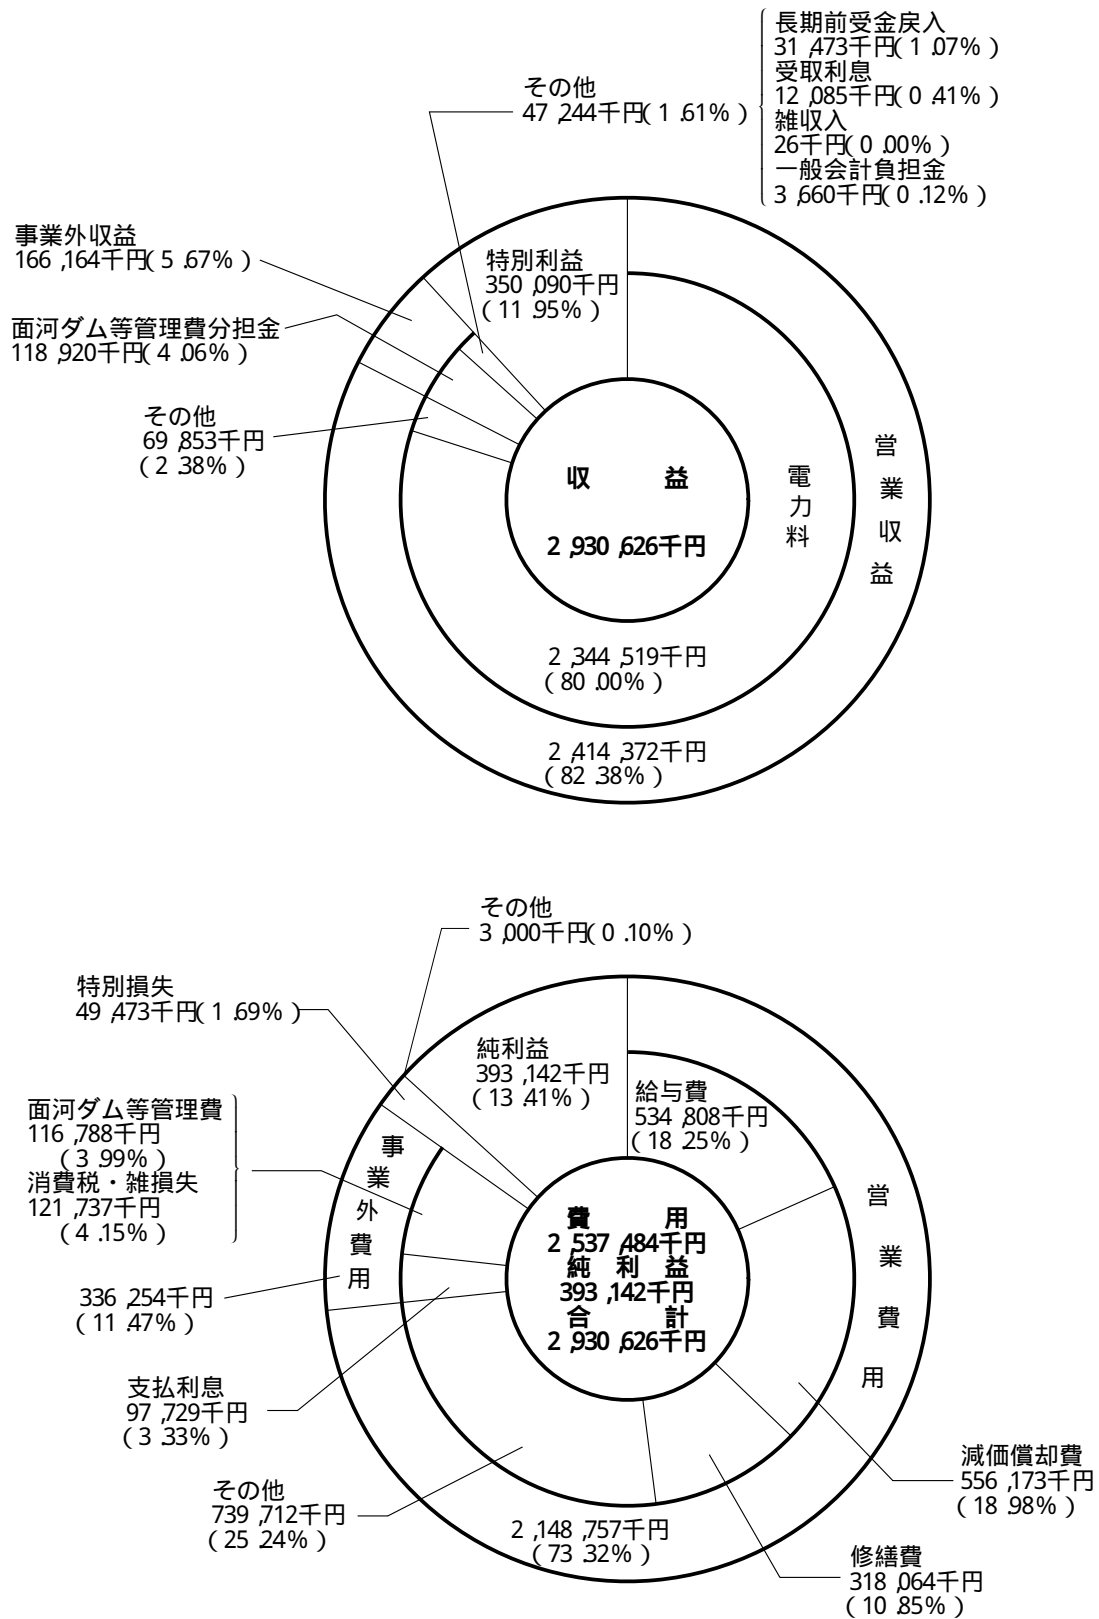 長期前受金戻入
31,473千円(1.07%)
受取利息
12,085千円(0.41%)
雑収入
26千円(0.00%)
一般会計負担金
3,660千円(0.12%)
その他
47,244千円(1.61%)
事業外収益
166,164千円(5.67%)
特別利益
350,090千円
(11.95%)
面河ダム等管理費分担金
118,920千円(4.06%)
その他
69,853千円
(2.38%)
収 益
2,930,626千円
電力料
営業収益
2,344,519千円
(80.00%)
2,414,372千円
(82.38%)
その他
3,000千円(0.10%)
特別損失
49,473千円(1.69%)
純利益
393,142千円
(13.41%)
給与費
534,808千円
(18.25%)
面河ダム等管理費
116,788千円
(3.99%)
消費税・雑損失
121,737千円
(4.15%)
事業外費用
336,254千円
(11.47%)
費 用
2,537,484千円
純 利 益
393,142千円
合 計
2,930,626千円
営業費用
支払利息
97,729千円
(3.33%)
その他
739,712千円
(25.24%)
2,148,757千円
(73.32%)
減価償却費
556,173千円
(18.98%)
修繕費
318,064千円
(10.85%)